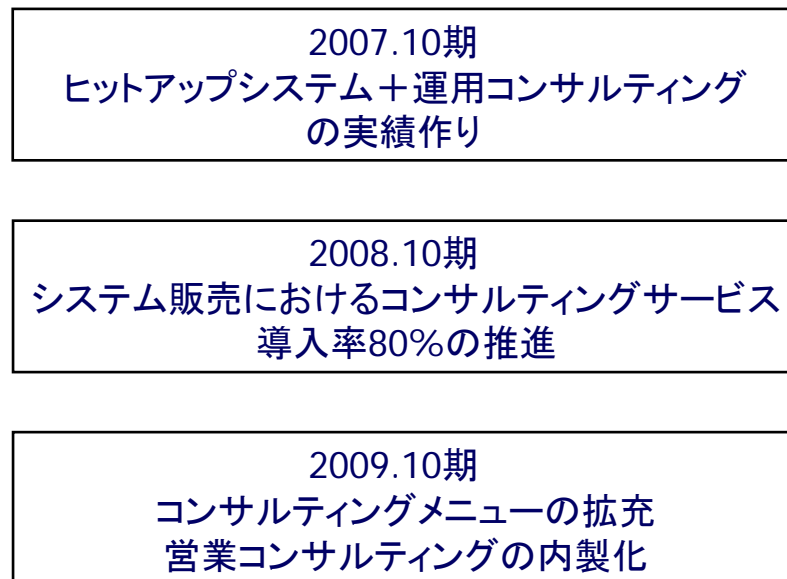 2007.10期
ヒットアップシステム＋運用コンサルティング
の実績作り
2008.10期
システム販売におけるコンサルティングサービス
導入率80%の推進
2009.10期
コンサルティングメニューの拡充
営業コンサルティングの内製化